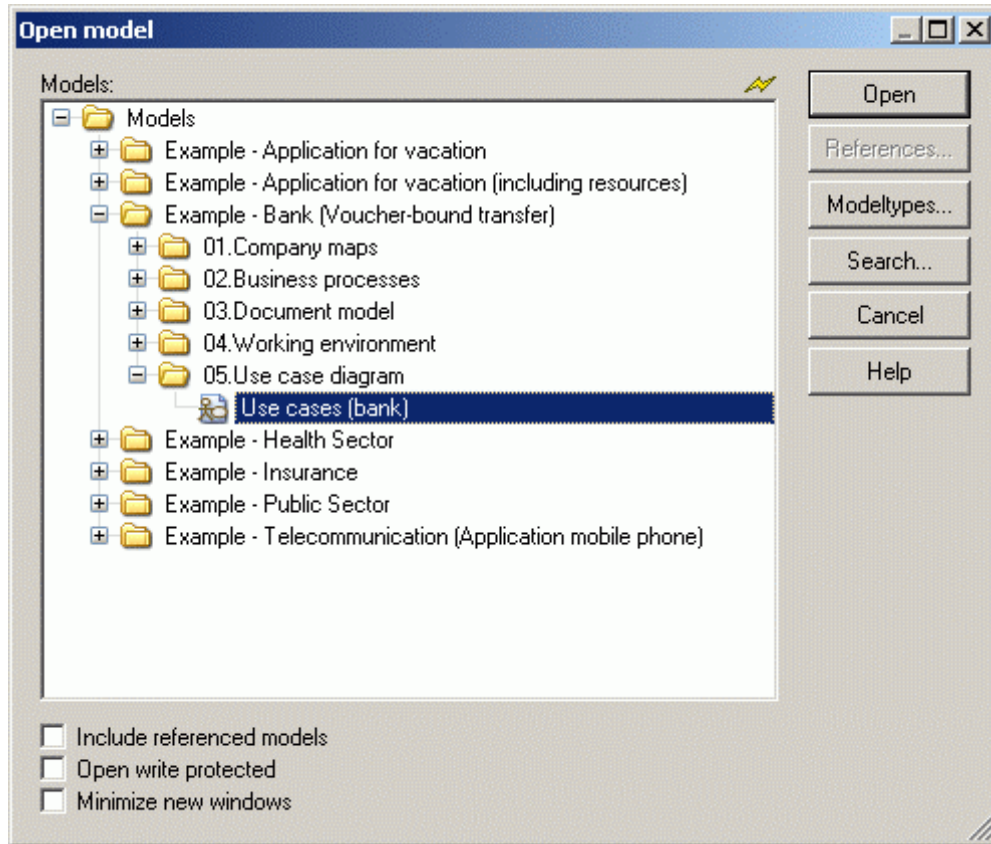 Open model
Models:
Models
Example - Application for vacation
Example - Application for vacation (including resources)
Example - Bank (Voucher-bound transfer)
01.Company maps
02.Business processes
03.Document model
04.Working environment
05.Use case diagram
Use cases (bank)
Example - Health Sector
Example - Insurance
Example - Public Sector
Example - Telecommunication (Application mobile phone)
Open
References...
Modeltypes...
Search...
Cancel
Help
Include referenced models
Open write protected
Minimize new windows